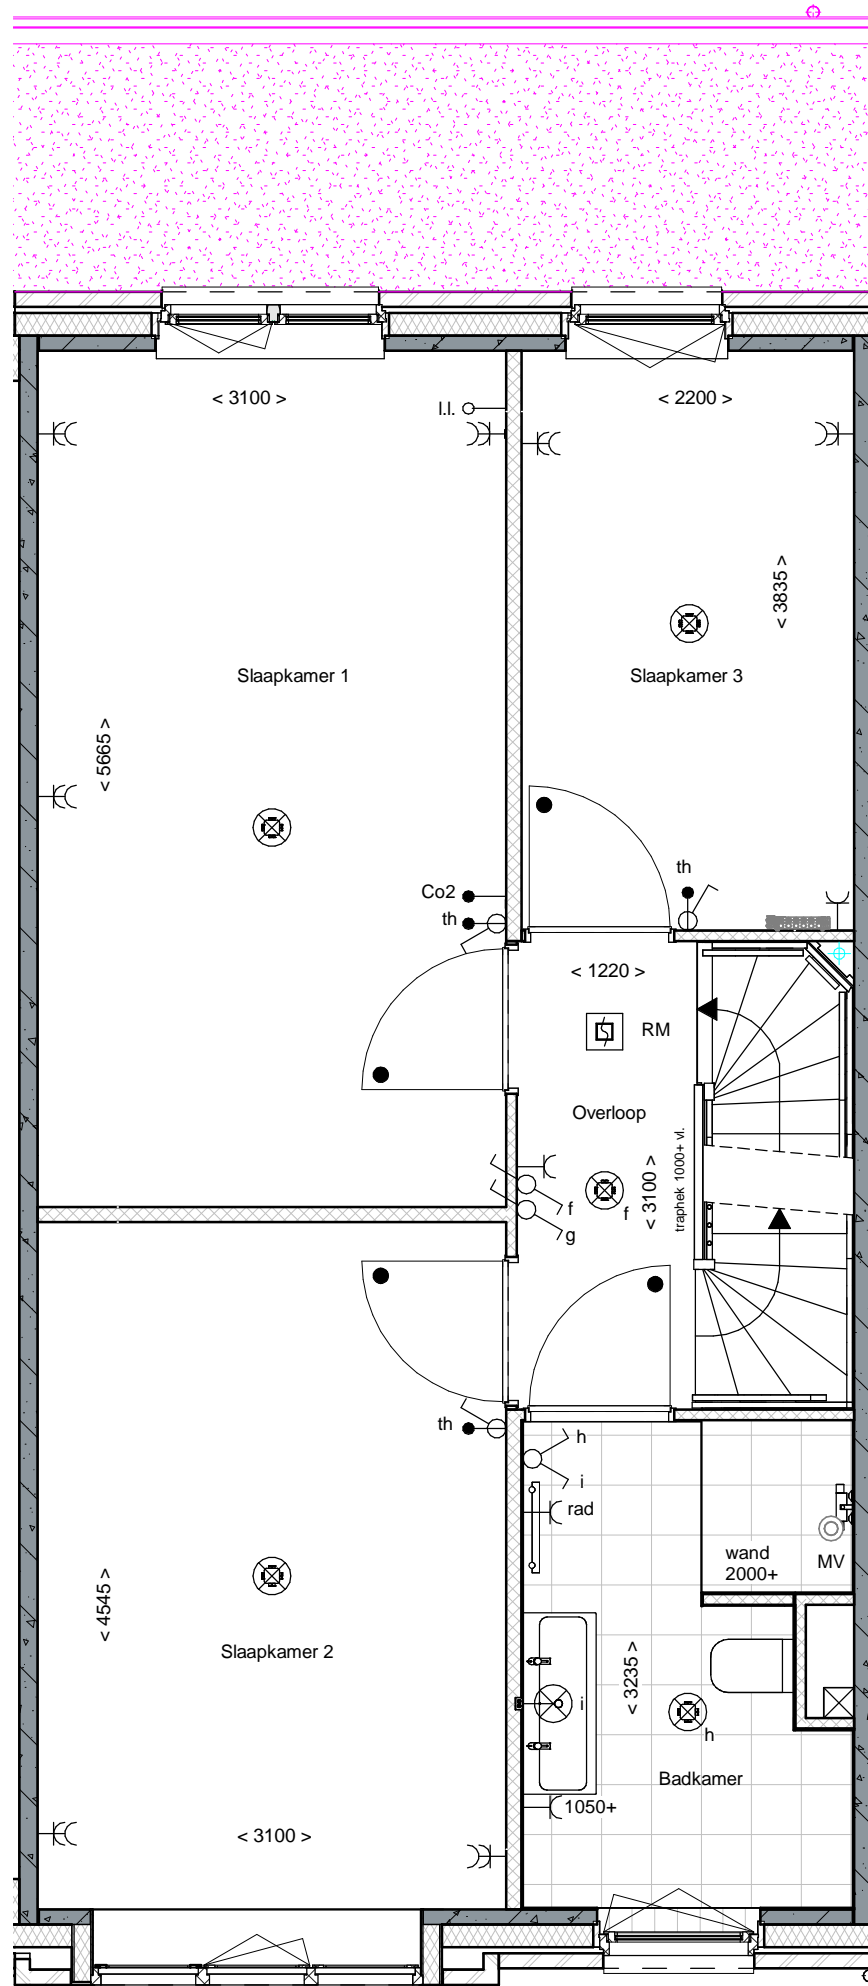 < 3100 >
l.l.
< 2200 >
< 3835 >
Slaapkamer 1
Slaapkamer 3
< 5665 >
Co2
th
th
< 1220 >
RM
Overloop
traphek 1000+ vl.
< 3100 >
f
f
g
th
h
i
rad
wand
2000+
MV
< 4545 >
Slaapkamer 2
< 3235 >
i
h
Badkamer
1050+
< 3100 >